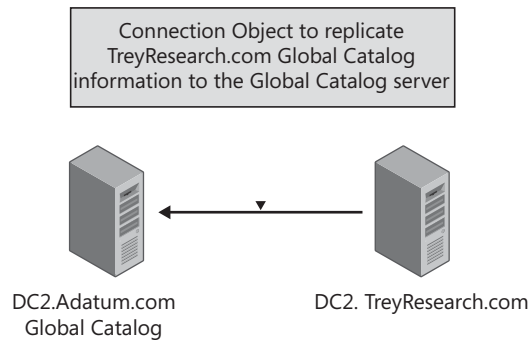 Connection Object to replicate
TreyResearch.com Global Catalog
information to the Global Catalog server
DC2.Adatum.com
Global Catalog
DC2. TreyResearch.com